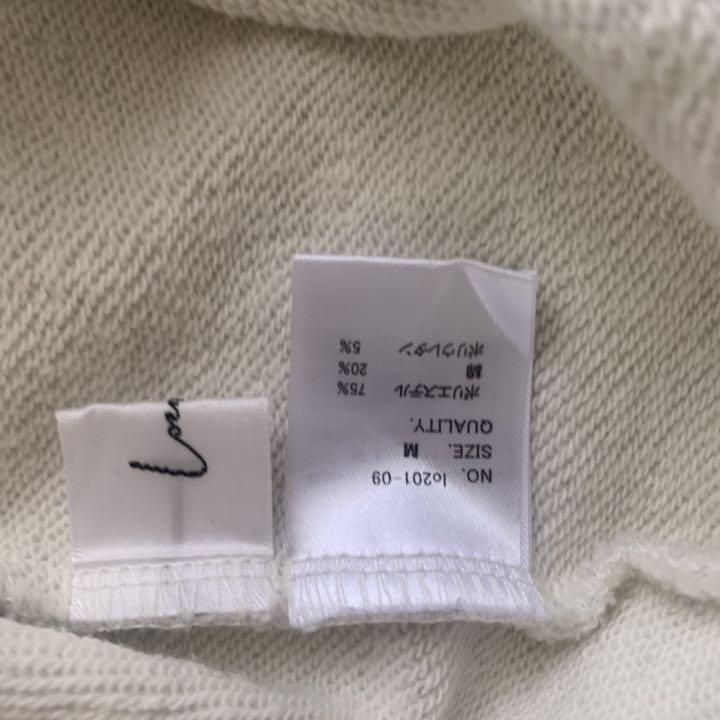 NO. lo201-09
SIZE. M
QUALITY.
ポリエステル 75%
綿 20%
ポリウレタン 5%